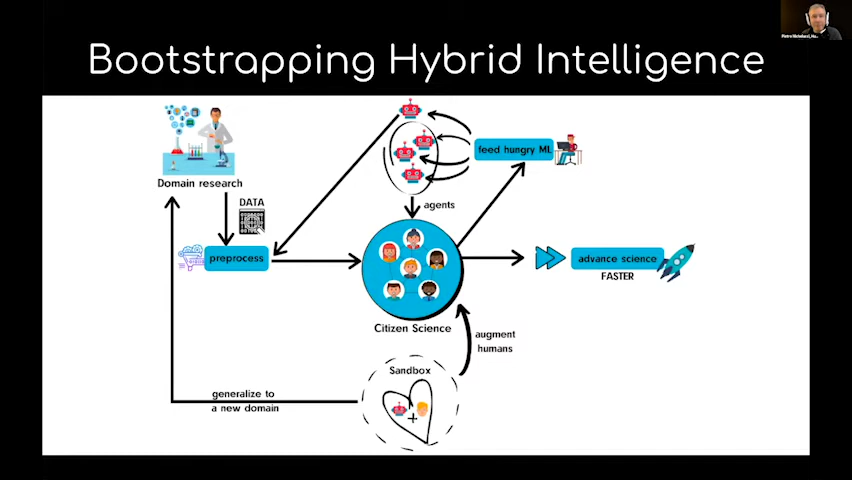 Bootstrapping Hybrid Intelligence
Domain research
DATA
preprocess
feed hungry ML
agents
Citizen Science
advance science
FASTER
augment
humans
Sandbox
+
generalize to
a new domain